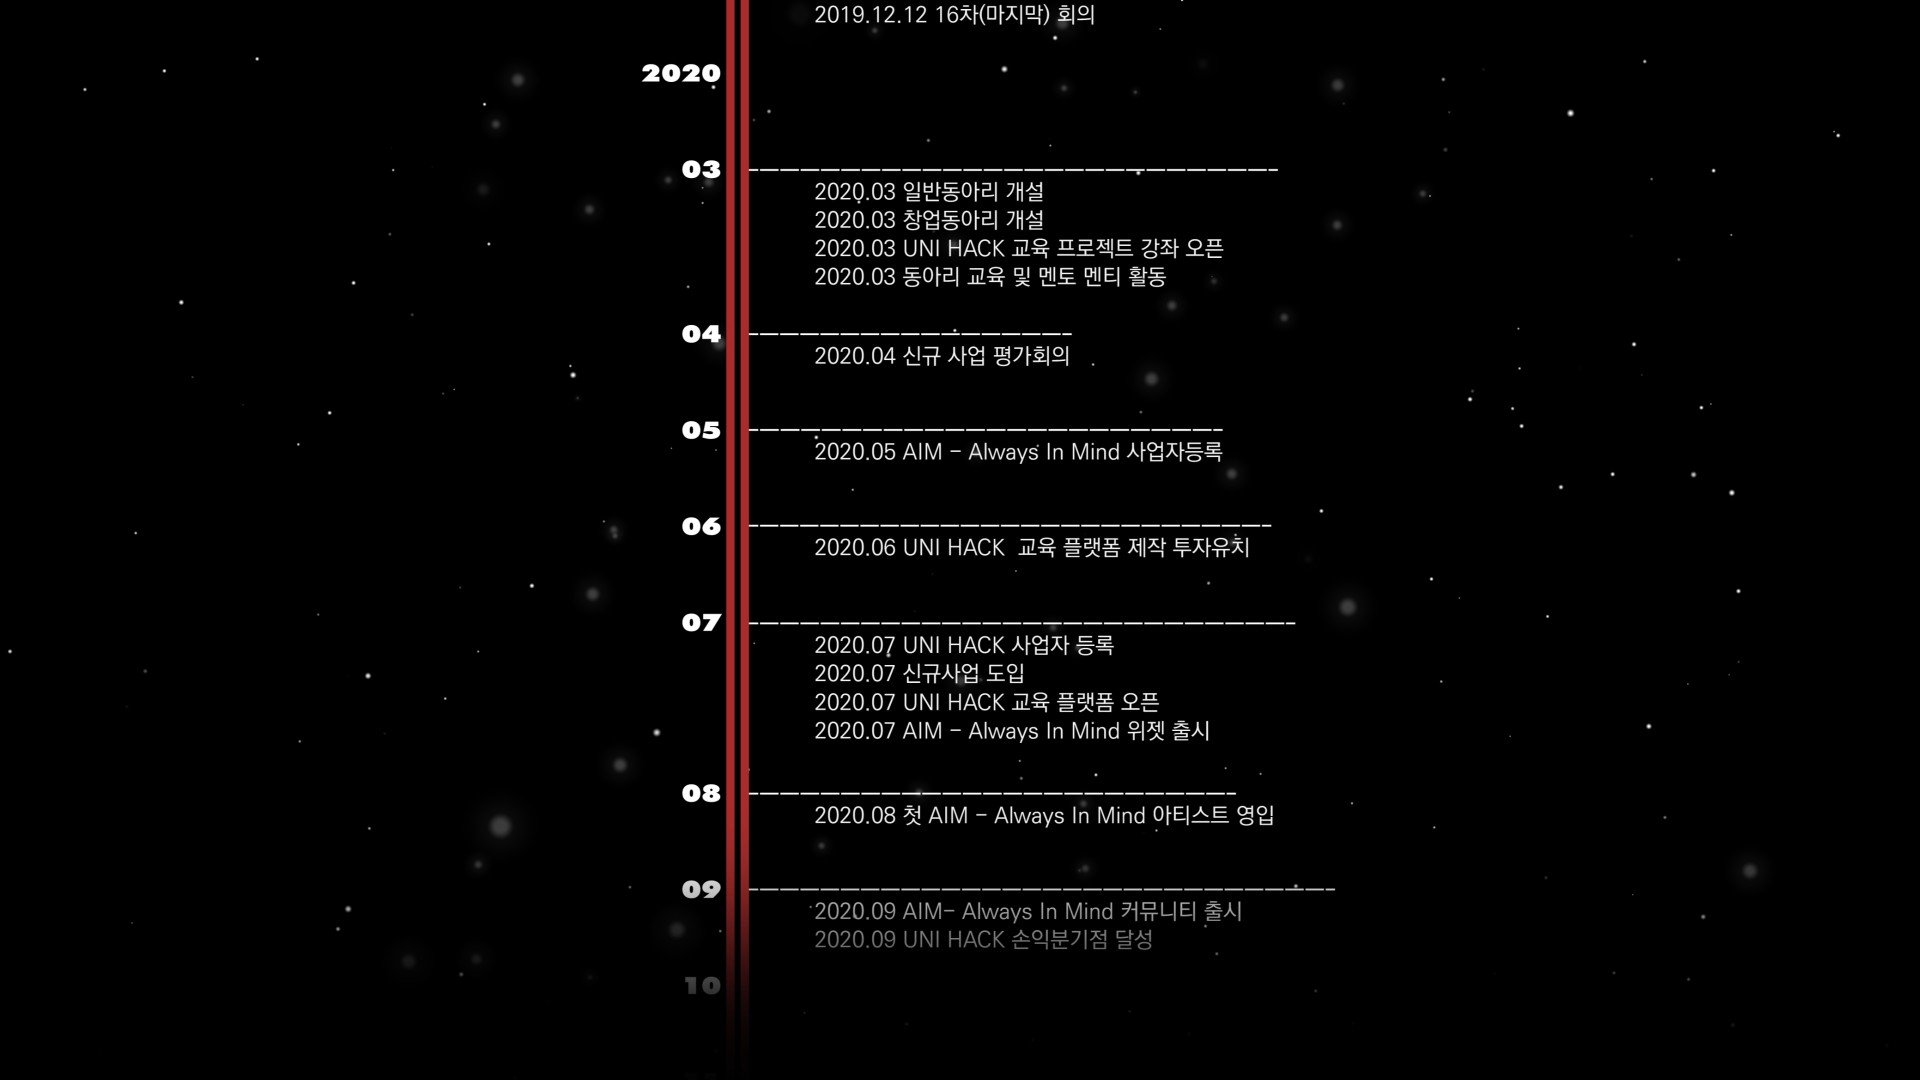 2019.12.12 16차(마지막) 회의
2020
03
2020.03 일반동아리 개설
2020.03 창업동아리 개설
2020.03 UNI HACK 교육 프로젝트 강좌 오픈
2020.03 동아리 교육 및 멘토 멘티 활동
04
2020.04 신규 사업 평가회의
05
2020.05 AIM - Always In Mind 사업자등록
06
2020.06 UNI HACK  교육 플랫폼 제작 투자유치
07
2020.07 UNI HACK 사업자 등록
2020.07 신규사업 도입
2020.07 UNI HACK 교육 플랫폼 오픈
2020.07 AIM - Always In Mind 위젯 출시
08
2020.08 첫 AIM - Always In Mind 아티스트 영입
09
2020.09 AIM- Always In Mind 커뮤니티 출시
2020.09 UNI HACK 손익분기점 달성
10